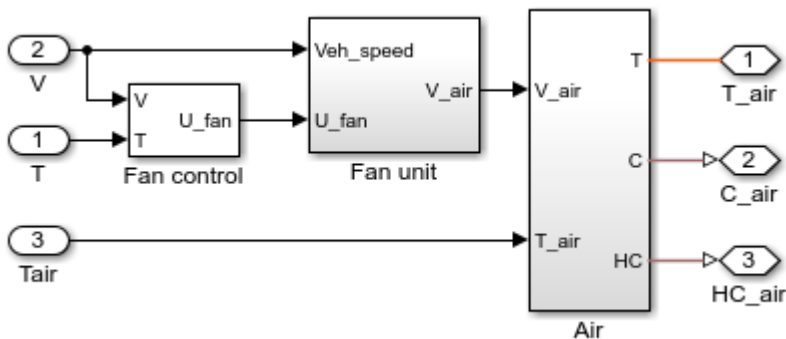 2
V
1
T
3
Tair
V
T
U_fan
Fan control
Veh_speed
U_fan
V_air
Fan unit
V_air
T_air
T
C
HC
Air
1
T_air
2
C_air
3
HC_air